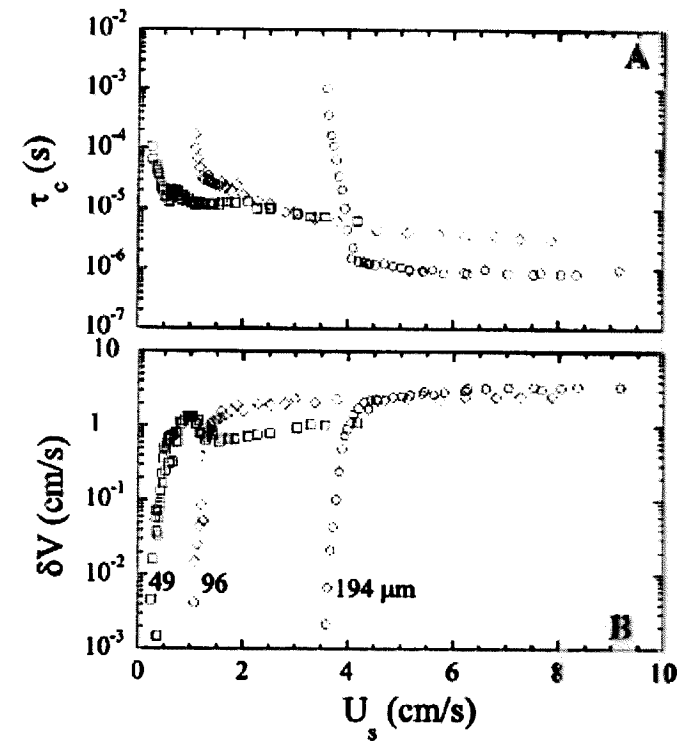 10⁻²
A
10⁻³
10⁻⁴
10⁻⁵
10⁻⁶
10⁻⁷
τc (s)
10
1
10⁻¹
10⁻²
10⁻³
δV (cm/s)
49 96 194 μm
B
0 2 4 6 8 10
Us (cm/s)